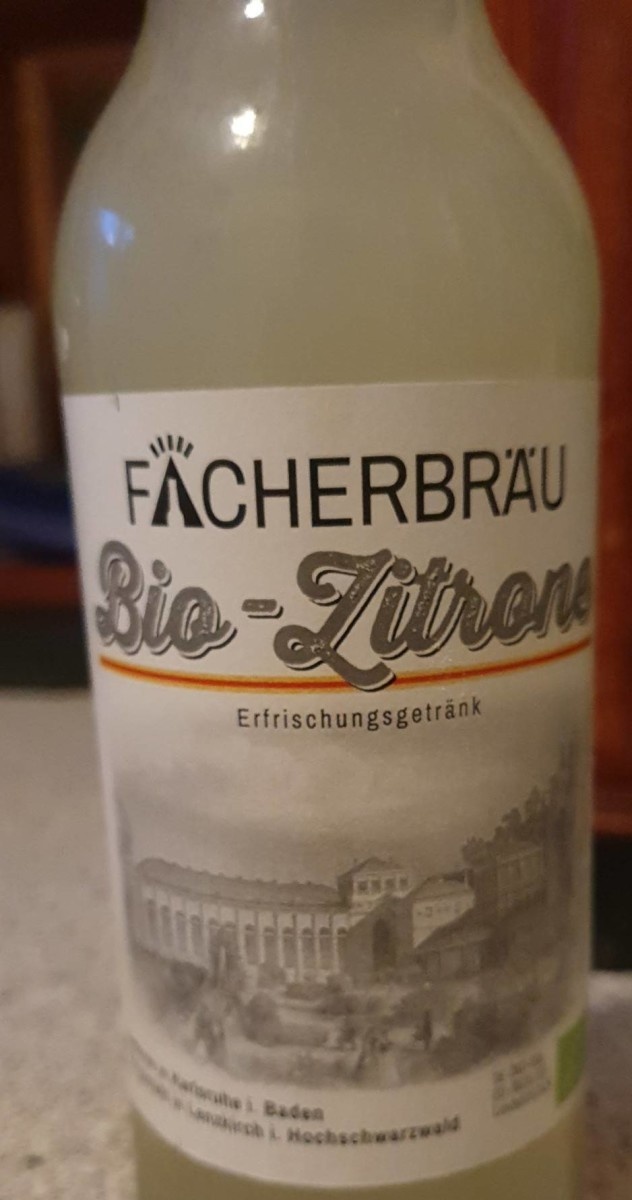 FÄCHERBRÄU
Bio-Zitrone
Erfrischungsgetränk
Karlsruhe i. Baden
Lenzkirch i. Hochschwarzwald